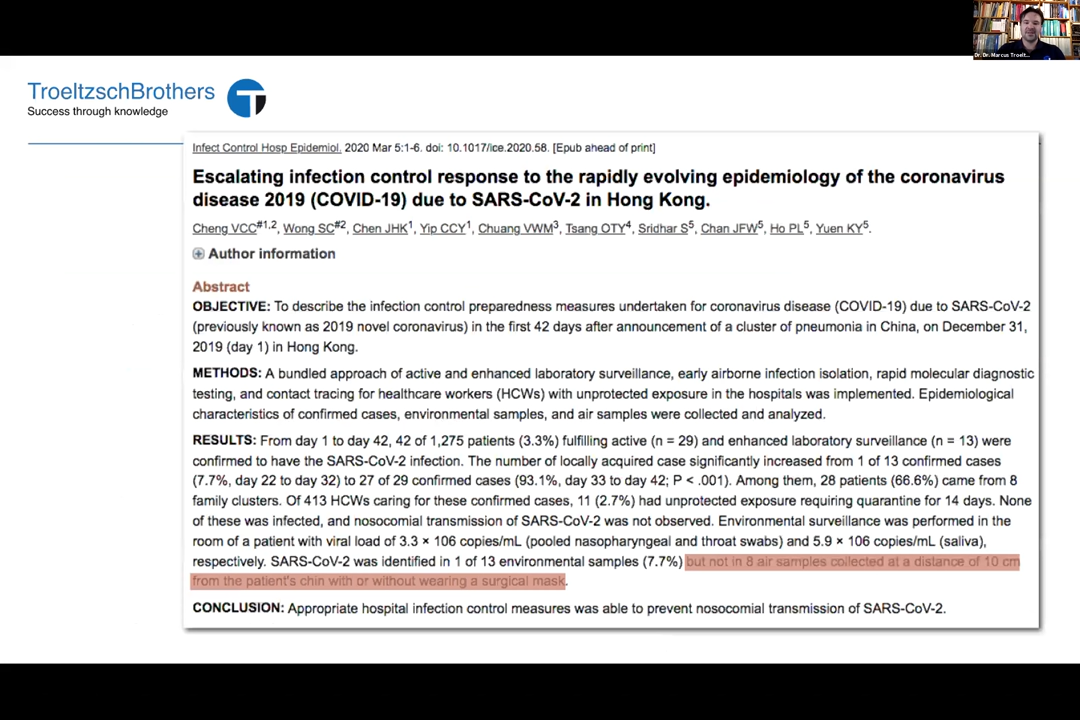 Dr. Dr. Marcus Troelt...
TroeltzschBrothers
Success through knowledge
T
Infect Control Hosp Epidemiol. 2020 Mar 5:1-6. doi: 10.1017/ice.2020.58. [Epub ahead of print]
Escalating infection control response to the rapidly evolving epidemiology of the coronavirus
disease 2019 (COVID-19) due to SARS-CoV-2 in Hong Kong.
Cheng VCC#1,2, Wong SC#2, Chen JHK1, Yip CCY1, Chuang VWM3, Tsang OTY4, Sridhar S5, Chan JFW5, Ho PL5, Yuen KY5.
Author information
Abstract
OBJECTIVE: To describe the infection control preparedness measures undertaken for coronavirus disease (COVID-19) due to SARS-CoV-2
(previously known as 2019 novel coronavirus) in the first 42 days after announcement of a cluster of pneumonia in China, on December 31,
2019 (day 1) in Hong Kong.
METHODS: A bundled approach of active and enhanced laboratory surveillance, early airborne infection isolation, rapid molecular diagnostic
testing, and contact tracing for healthcare workers (HCWs) with unprotected exposure in the hospitals was implemented. Epidemiological
characteristics of confirmed cases, environmental samples, and air samples were collected and analyzed.
RESULTS: From day 1 to day 42, 42 of 1,275 patients (3.3%) fulfilling active (n = 29) and enhanced laboratory surveillance (n = 13) were
confirmed to have the SARS-CoV-2 infection. The number of locally acquired case significantly increased from 1 of 13 confirmed cases
(7.7%, day 22 to day 32) to 27 of 29 confirmed cases (93.1%, day 33 to day 42; P < .001). Among them, 28 patients (66.6%) came from 8
family clusters. Of 413 HCWs caring for these confirmed cases, 11 (2.7%) had unprotected exposure requiring quarantine for 14 days. None
of these was infected, and nosocomial transmission of SARS-CoV-2 was not observed. Environmental surveillance was performed in the
room of a patient with viral load of 3.3 × 106 copies/mL (pooled nasopharyngeal and throat swabs) and 5.9 × 106 copies/mL (saliva),
respectively. SARS-CoV-2 was identified in 1 of 13 environmental samples (7.7%) but not in 8 air samples collected at a distance of 10 cm
from the patient's chin with or without wearing a surgical mask.
CONCLUSION: Appropriate hospital infection control measures was able to prevent nosocomial transmission of SARS-CoV-2.